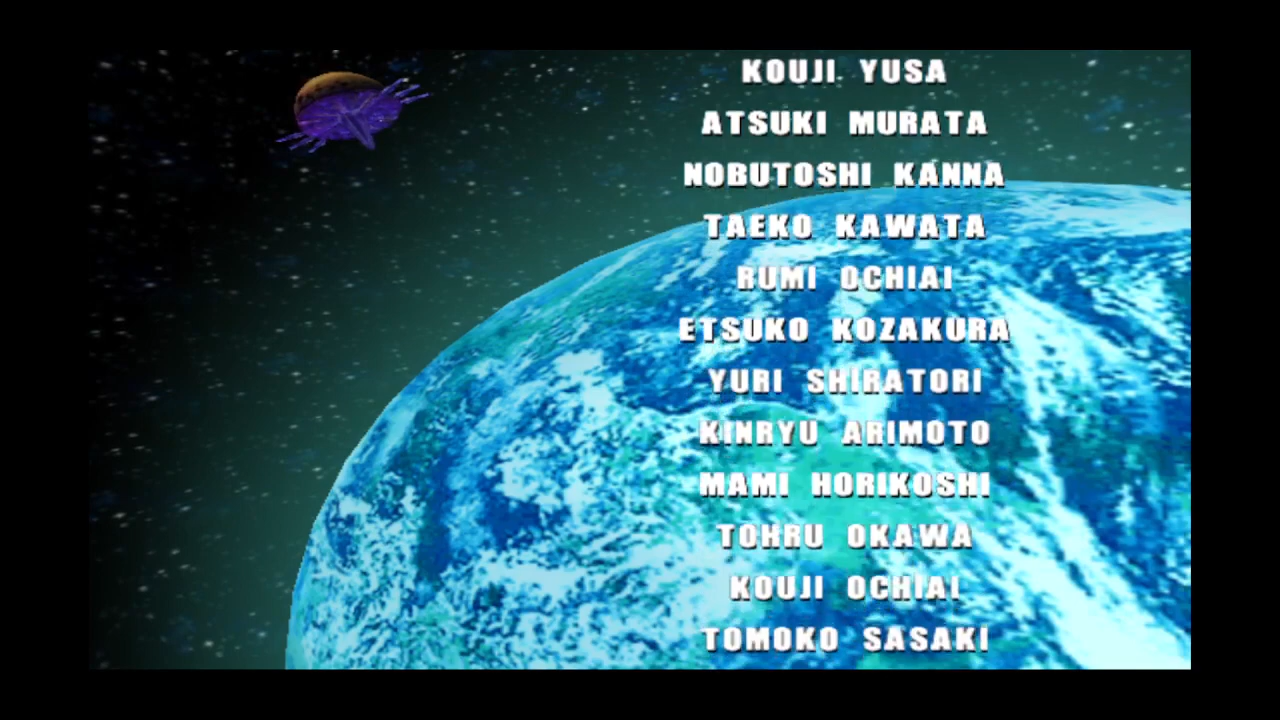 KOUJI YUSA
ATSUKI MURATA
NOBUTOSHI KANNA
TAEKO KAWATA
RUMI OCHIAI
ETSUKO KOZAKURA
YURI SHIRATORI
KINRYU ARIMOTO
MAMI HORIKOSHI
TOHRU OKAWA
KOUJI OCHIAI
TOMOKO SASAKI